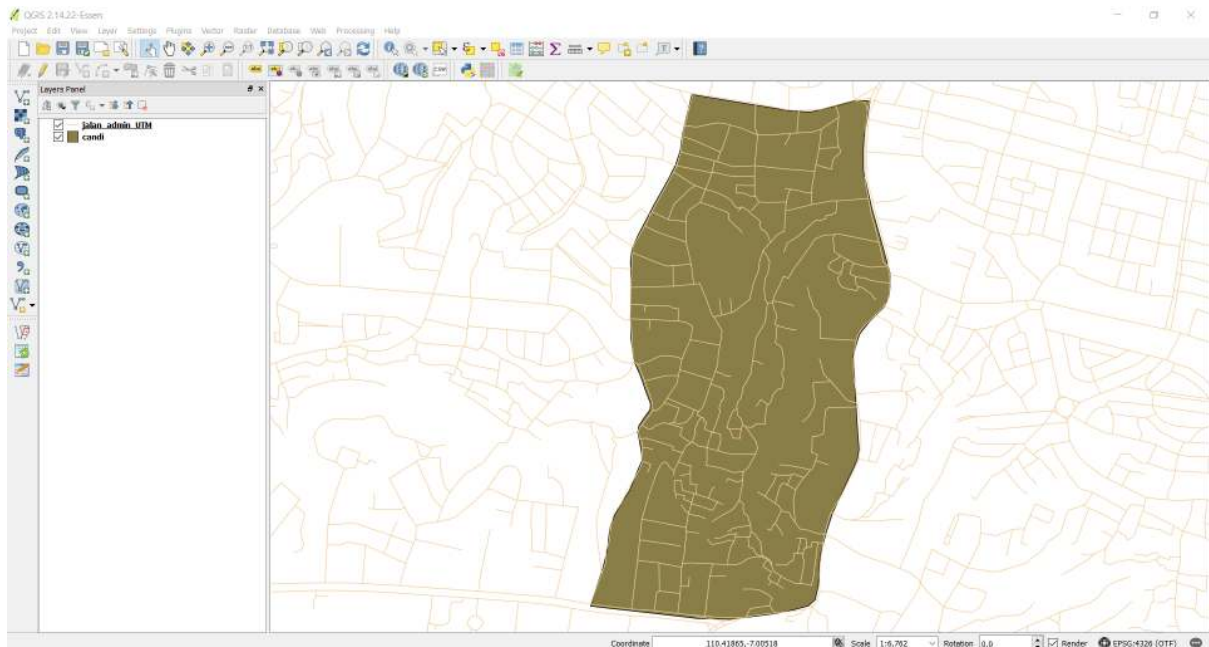 QGIS 2.14.22-Essen
Project Edit View Layer Settings Plugins Vector Raster Database Web Processing Help
Layers Panel
jalan_admin_UTM
candi
Coordinate 110.41865,-7.00518 Scale 1:6.762 Rotation 0,0 Render EPSG:4326 (OTF)